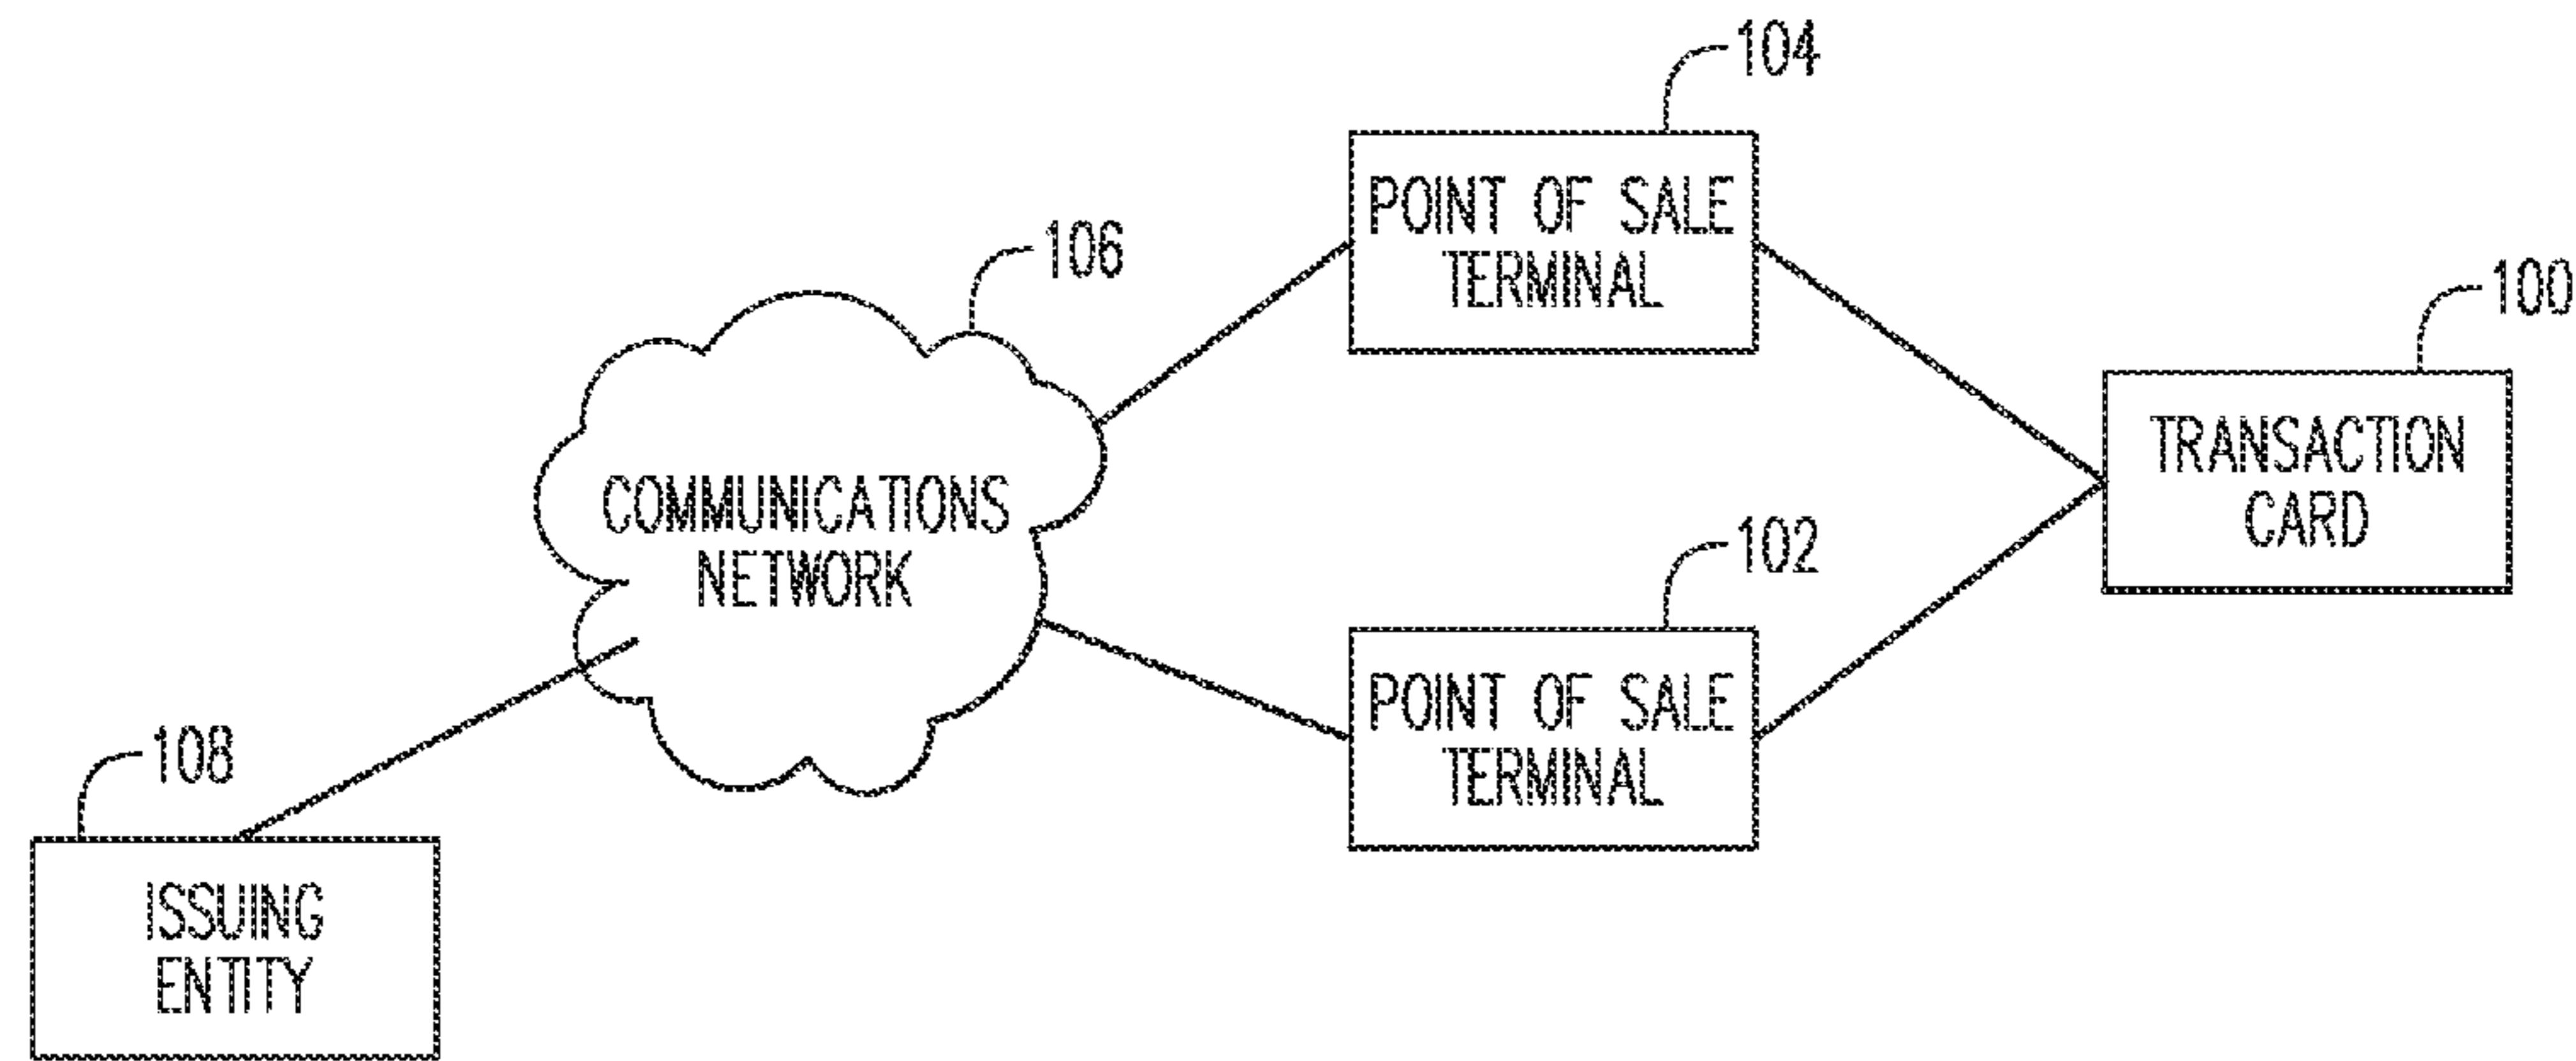 104
POINT OF SALE
TERMINAL
106
100
TRANSACTION
CARD
COMMUNICATIONS
NETWORK
102
POINT OF SALE
TERMINAL
108
ISSUING
ENTITY